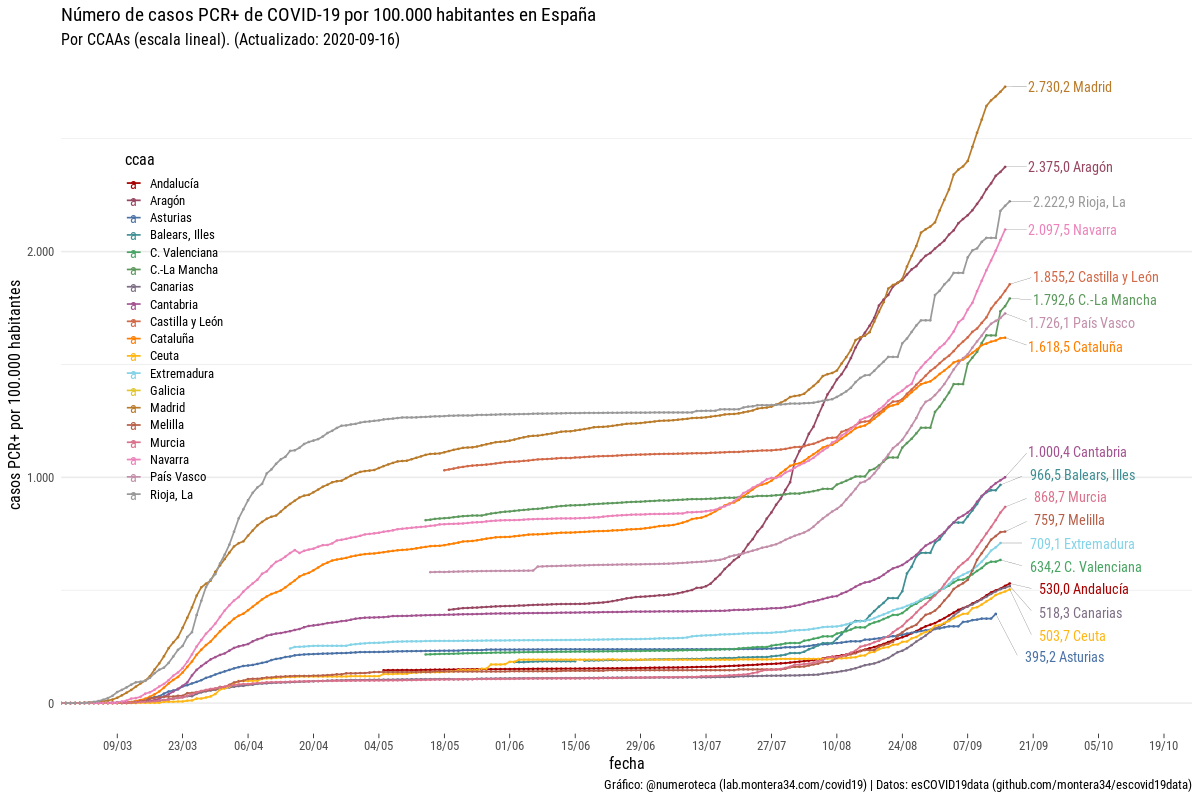 Número de casos PCR+ de COVID-19 por 100.000 habitantes en España
Por CCAAs (escala lineal). (Actualizado: 2020-09-16)
casos PCR+ por 100.000 habitantes
2.000
1.000
0
ccaa
Andalucía
Aragón
Asturias
Balears, Illes
C. Valenciana
C.-La Mancha
Canarias
Cantabria
Castilla y León
Cataluña
Ceuta
Extremadura
Galicia
Madrid
Melilla
Murcia
Navarra
País Vasco
Rioja, La
2.730,2 Madrid
2.375,0 Aragón
2.222,9 Rioja, La
2.097,5 Navarra
1.855,2 Castilla y León
1.792,6 C.-La Mancha
1.726,1 País Vasco
1.618,5 Cataluña
1.000,4 Cantabria
966,5 Balears, Illes
868,7 Murcia
759,7 Melilla
709,1 Extremadura
634,2 C. Valenciana
530,0 Andalucía
518,3 Canarias
503,7 Ceuta
395,2 Asturias
09/03 23/03 06/04 20/04 04/05 18/05 01/06 15/06 29/06 13/07 27/07 10/08 24/08 07/09 21/09 05/10 19/10
fecha
Gráfico: @numeroteca (lab.montera34.com/covid19) | Datos: esCOVID19data (github.com/montera34/escovid19data)